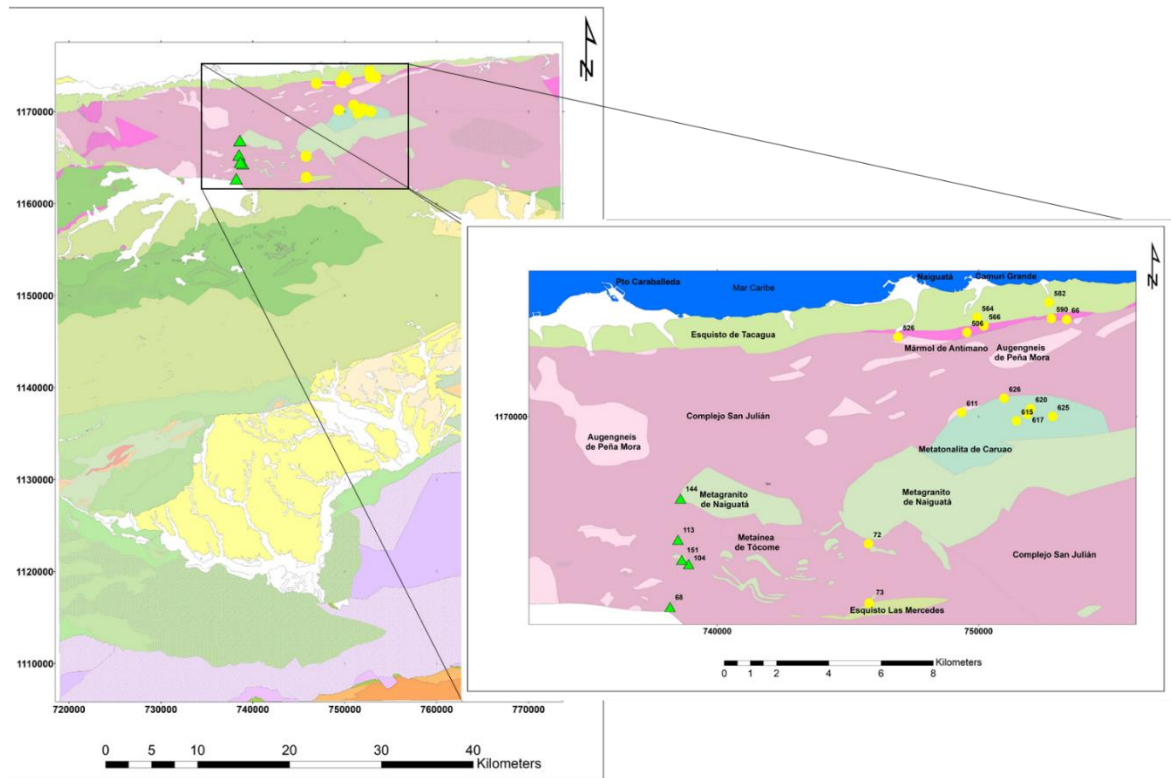 N
1170000
1160000
1150000
1140000
1130000
1120000
1110000
720000 730000 740000 750000 760000 770000
0 5 10 20 30 40
Kilometers
N
Pto Caraballeda
Mar Caribe
Naiguatá
Camuri Grande
582
564
590 66
566
526
506
Esquisto de Tacagua
Mármol de Antimano
Augengneis
de Peña Mora
626
620
611
625
615
617
1170000
Complejo San Julián
Augengneis
de Peña Mora
Metatonalita de Caruao
144
Metagranito
de Naiguatá
Metagranito
de Naiguatá
113
Metaínea
de Tócome
72
151
104
Complejo San Julián
68
73
Esquisto Las Mercedes
740000
750000
Kilometers
0 1 2 4 6 8